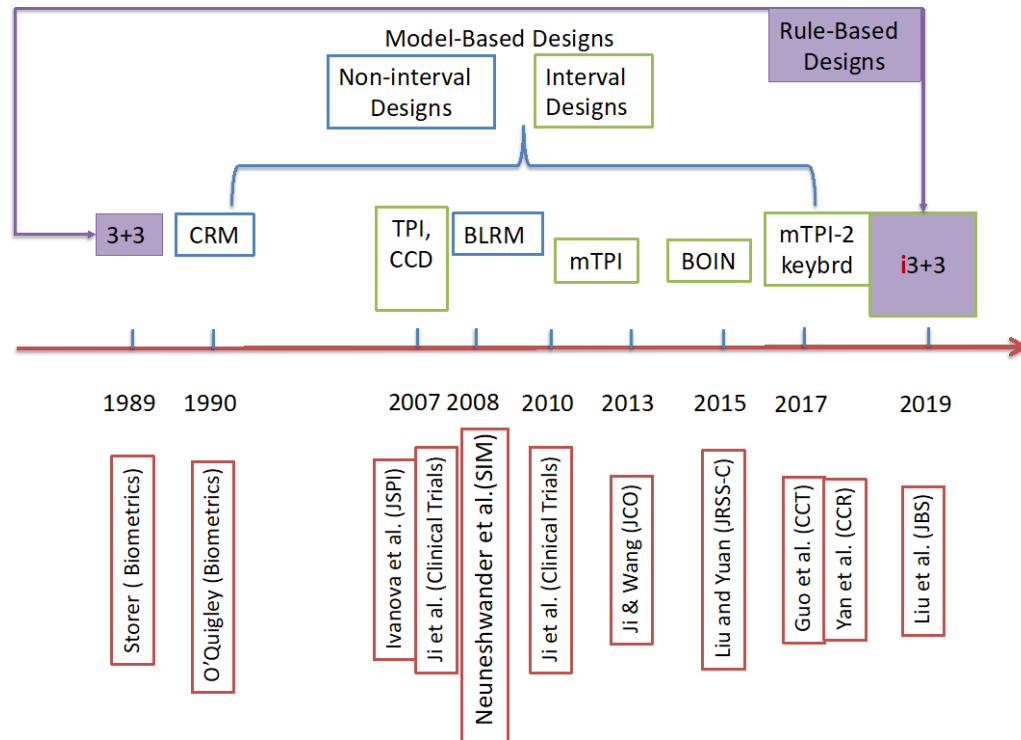 Model-Based Designs
Rule-Based
Designs
Non-interval
Designs
Interval
Designs
3+3
CRM
TPI,
CCD
BLRM
mTPI
BOIN
mTPI-2
keybrd
i3+3
1989
1990
2007
2008
2010
2013
2015
2017
2019
Storer ( Biometrics)
O’Quigley (Biometrics)
Ivanova et al. (JSPI)
Ji et al. (Clinical Trials)
Neuneshwander et al.(SIM)
Ji et al. (Clinical Trials)
Ji & Wang (JCO)
Liu and Yuan (JRSS-C)
Guo et al. (CCT)
Yan et al. (CCR)
Liu et al. (JBS)